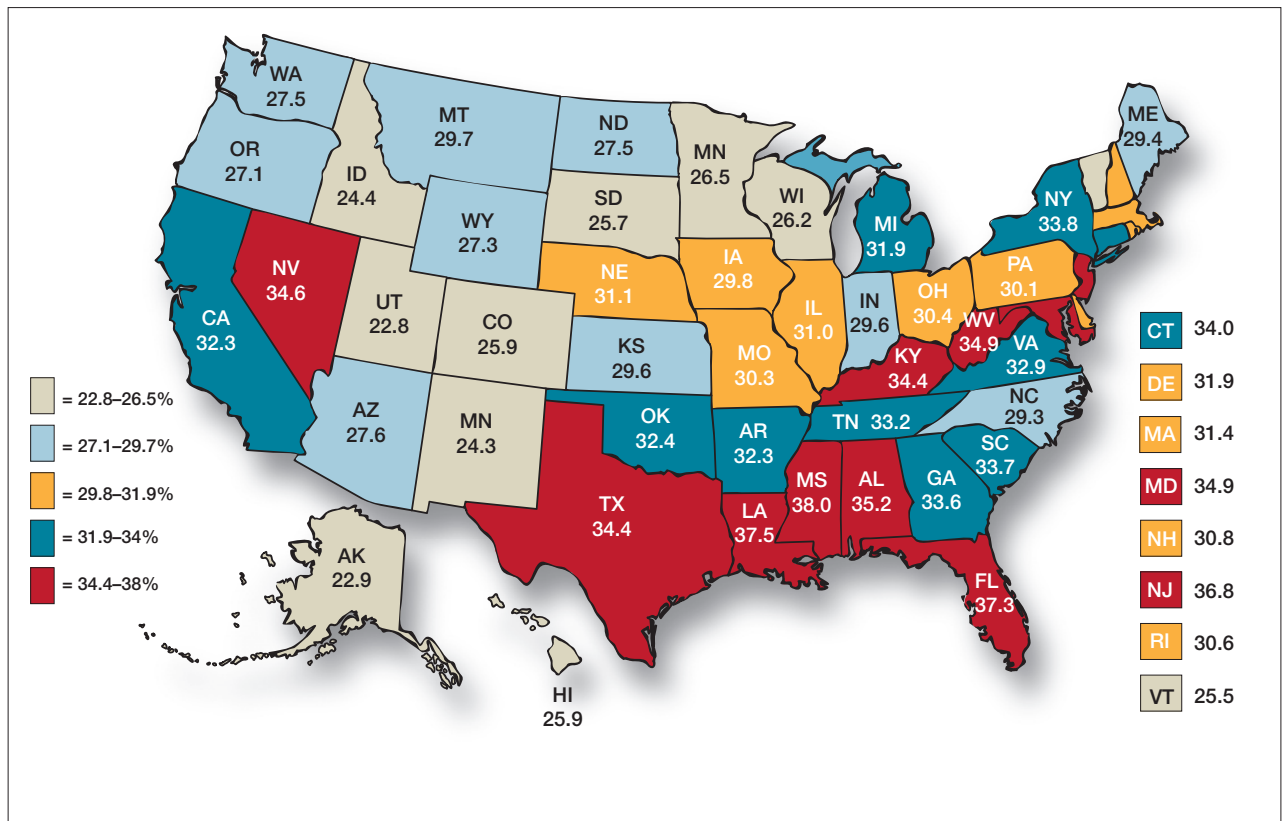 WA
27.5
OR
27.1
ID
24.4
MT
29.7
WY
27.3
ND
27.5
SD
25.7
MN
26.5
WI
26.2
MI
31.9
NY
33.8
ME
29.4
NV
34.6
CA
32.3
UT
22.8
CO
25.9
NE
31.1
IA
29.8
IL
31.0
IN
29.6
OH
30.4
PA
30.1
WV
34.9
VA
32.9
KY
34.4
KS
29.6
MO
30.3
AZ
27.6
MN
24.3
OK
32.4
AR
32.3
TN 33.2
NC
29.3
SC
33.7
GA
33.6
AL
35.2
MS
38.0
LA
37.5
TX
34.4
FL
37.3
AK
22.9
HI
25.9
= 22.8–26.5%
= 27.1–29.7%
= 29.8–31.9%
= 31.9–34%
= 34.4–38%
CT 34.0
DE 31.9
MA 31.4
MD 34.9
NH 30.8
NJ 36.8
RI 30.6
VT 25.5